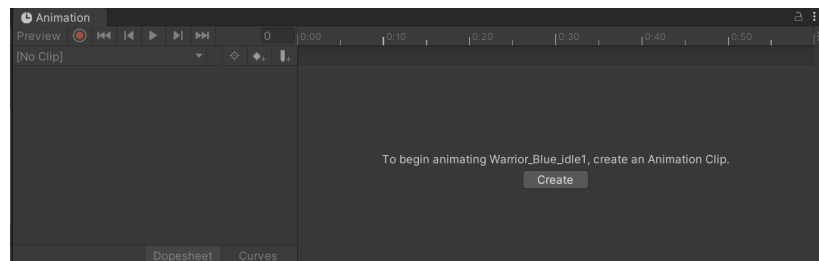 Animation
Preview 0 0:00 0:10 0:20 0:30 0:40 0:50
[No Clip]
To begin animating Warrior_Blue_idle1, create an Animation Clip.
Create
Dopesheet Curves